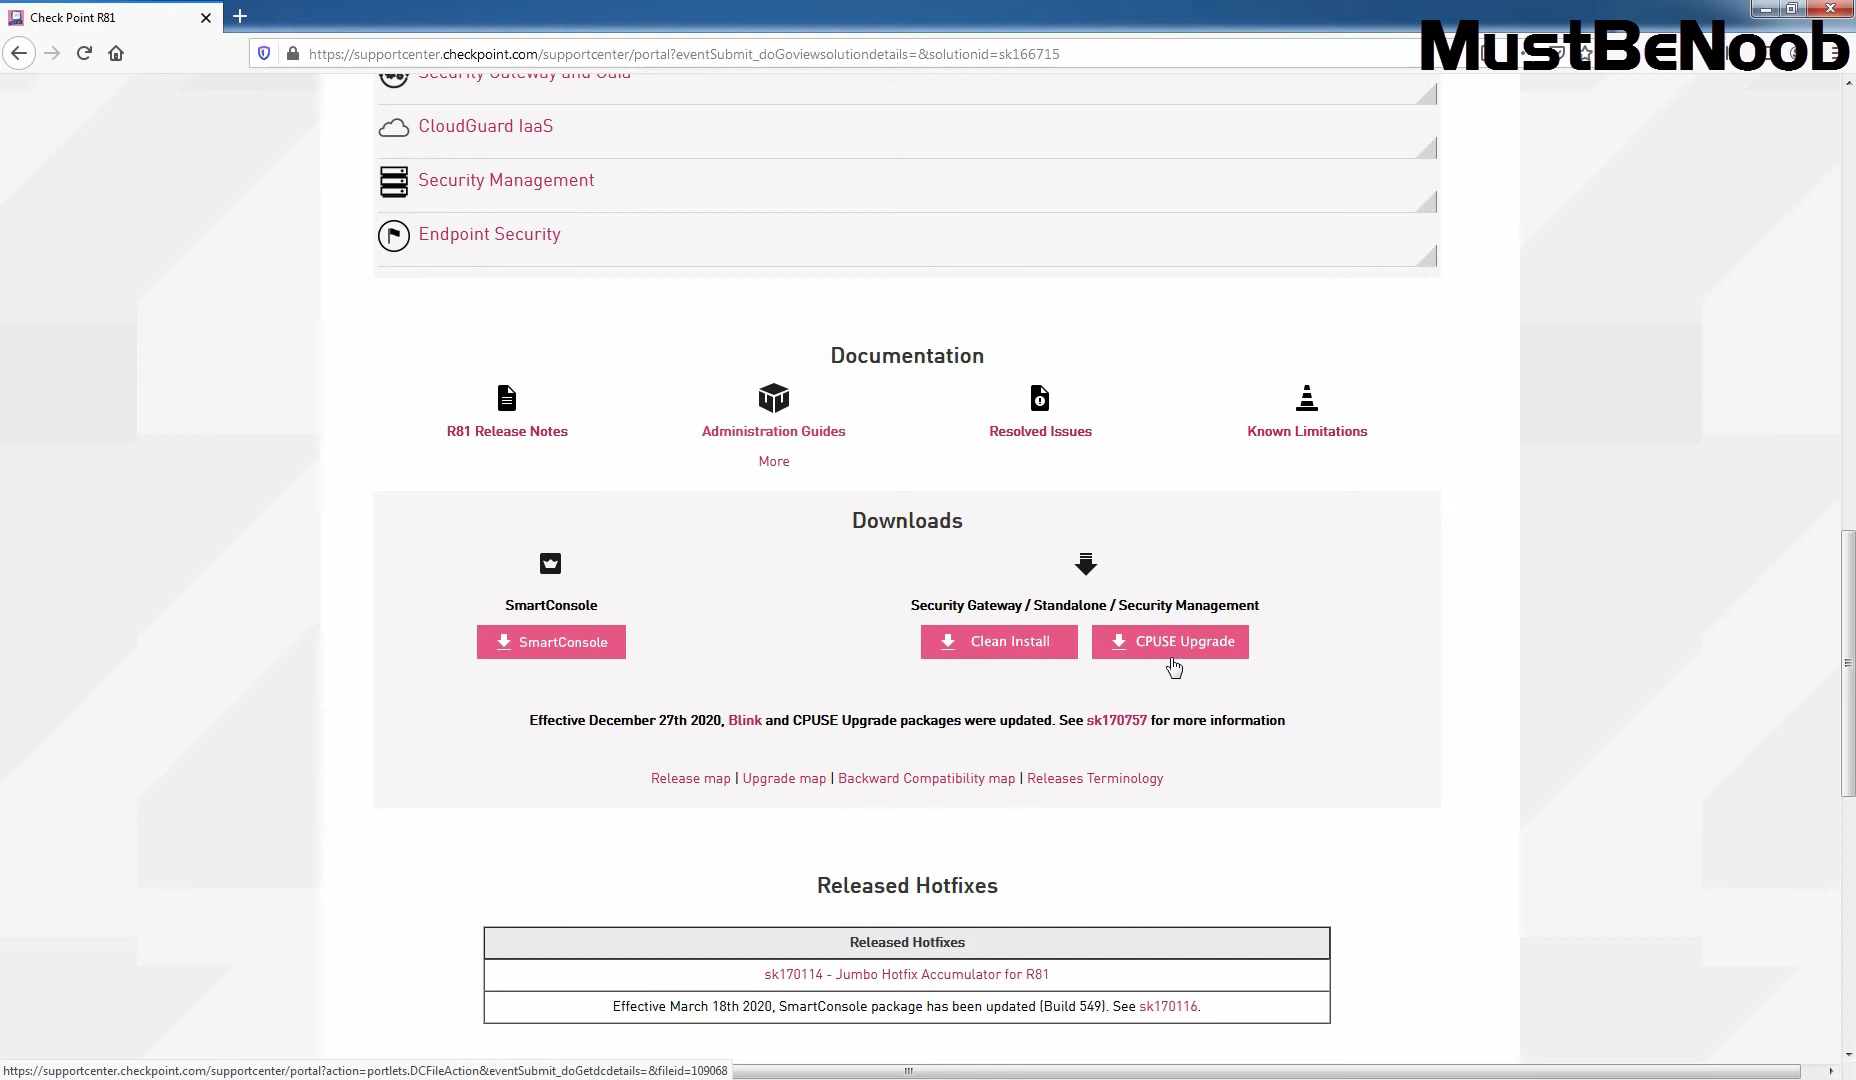 Check Point R81
MustBeNoob
https://supportcenter.checkpoint.com/supportcenter/portal?eventSubmit_doGoviewsolutiondetails=&solutionid=sk166715
Security Gateway and Gaia
CloudGuard IaaS
Security Management
Endpoint Security
Documentation
R81 Release Notes
Administration Guides
Resolved Issues
Known Limitations
More
Downloads
SmartConsole
Security Gateway / Standalone / Security Management
SmartConsole
Clean Install
CPUSE Upgrade
Effective December 27th 2020, Blink and CPUSE Upgrade packages were updated. See sk170757 for more information
Release map | Upgrade map | Backward Compatibility map | Releases Terminology
Released Hotfixes
Released Hotfixes
sk170114 - Jumbo Hotfix Accumulator for R81
Effective March 18th 2020, SmartConsole package has been updated (Build 549). See sk170116.
https://supportcenter.checkpoint.com/supportcenter/portal?action=portlets.DCFileAction&eventSubmit_doGetdcdetails=&fileid=109068